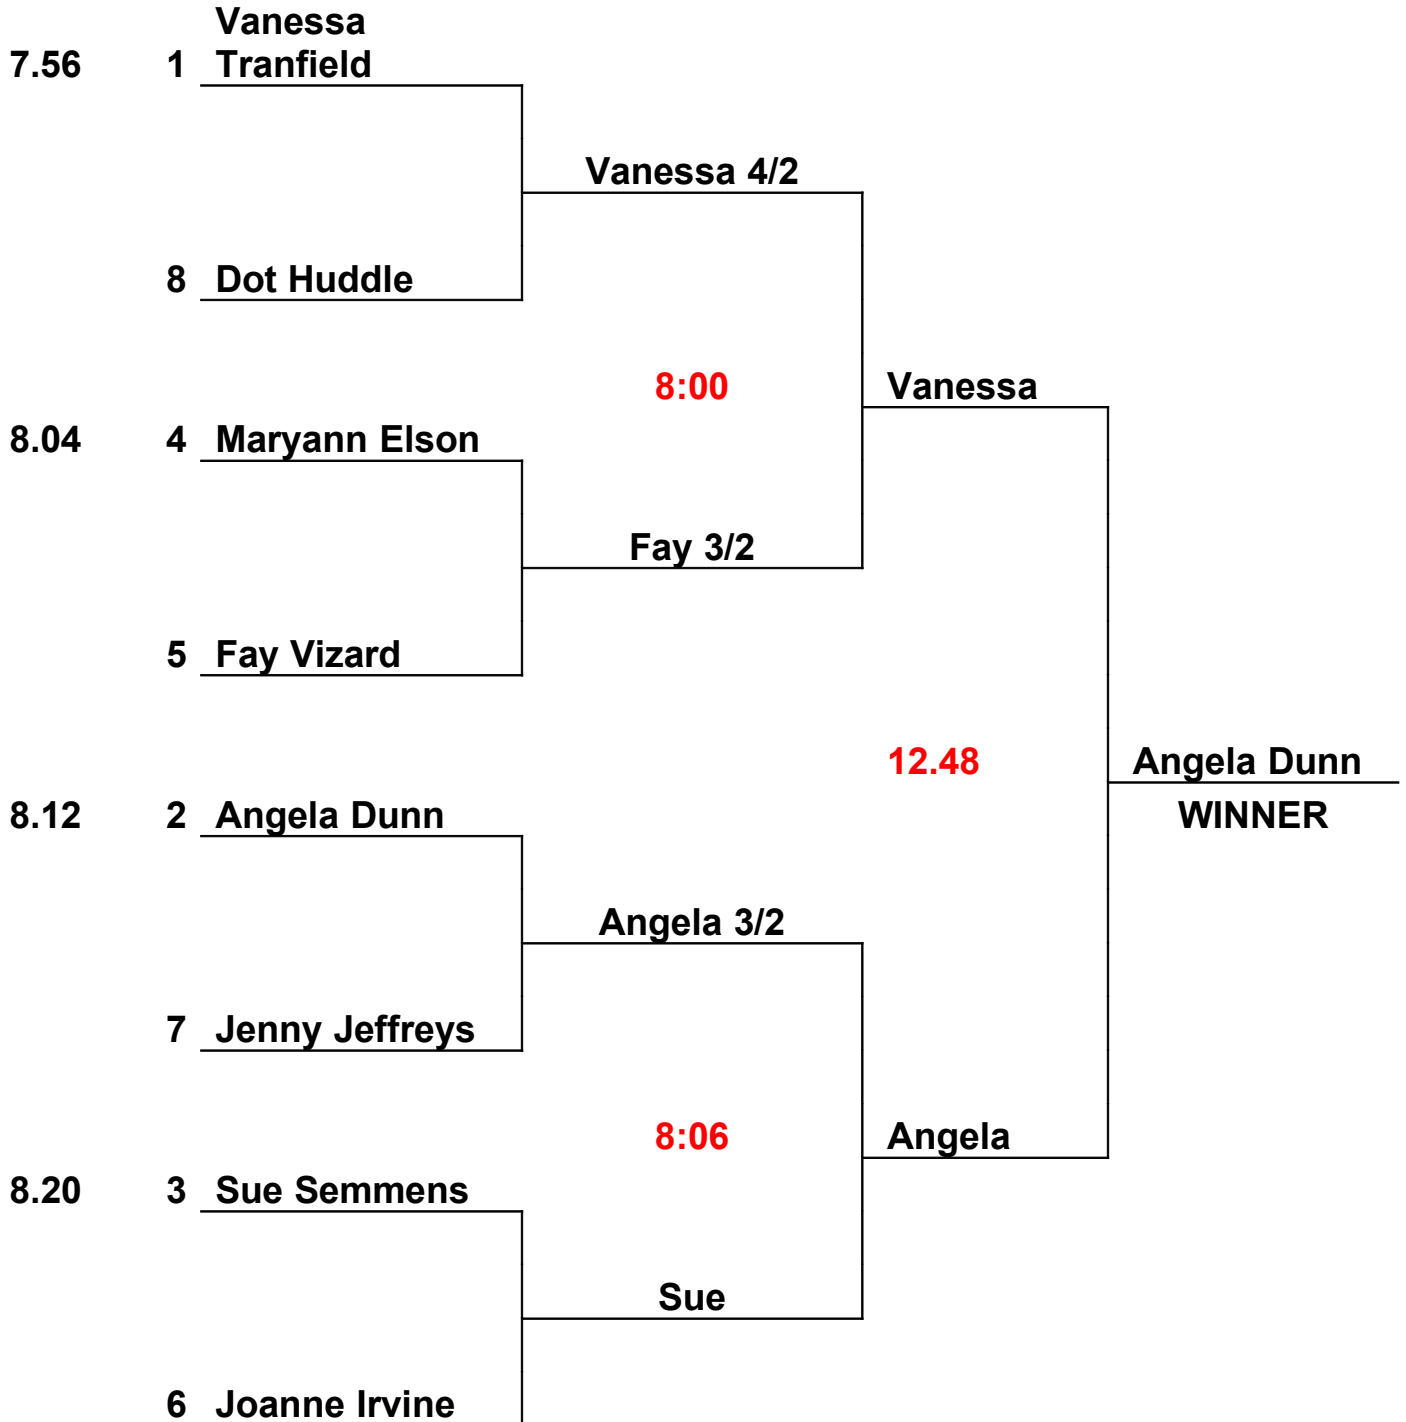 Vanessa
7.56 1 Tranfield
Vanessa 4/2
8 Dot Huddle
8:00 Vanessa
8.04 4 Maryann Elson
Fay 3/2
5 Fay Vizard
12.48 Angela Dunn
8.12 2 Angela Dunn WINNER
Angela 3/2
7 Jenny Jeffreys
8:06 Angela
8.20 3 Sue Semmens
Sue
6 Joanne Irvine